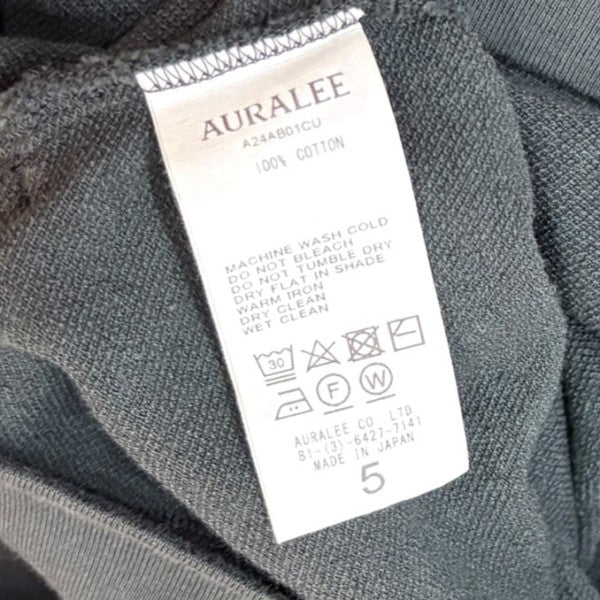 AURALEE
A24AB01CU
100% COTTON
MACHINE WASH COLD
DO NOT BLEACH
DO NOT TUMBLE DRY
DRY FLAT IN SHADE
WARM IRON
DRY CLEAN
WET CLEAN
30
F W
AURALEE CO. LTD.
81-(3)-6427-7141
MADE IN JAPAN
5